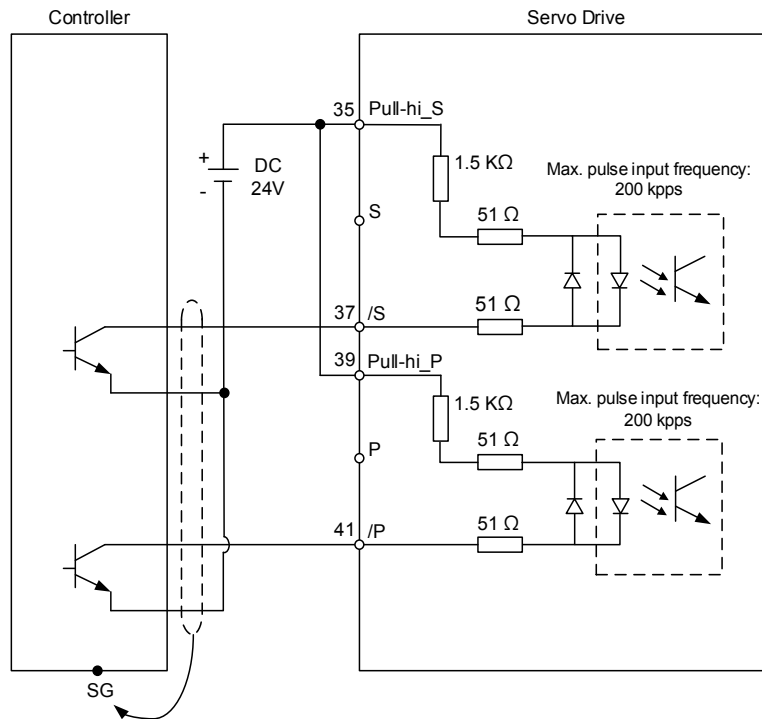 Controller
Servo Drive
35
Pull-hi_S
+
-
DC
24V
1.5 KΩ
Max. pulse input frequency:
200 kpps
S
51 Ω
37
/S
51 Ω
39
Pull-hi_P
1.5 KΩ
Max. pulse input frequency:
200 kpps
P
51 Ω
41
/P
51 Ω
SG